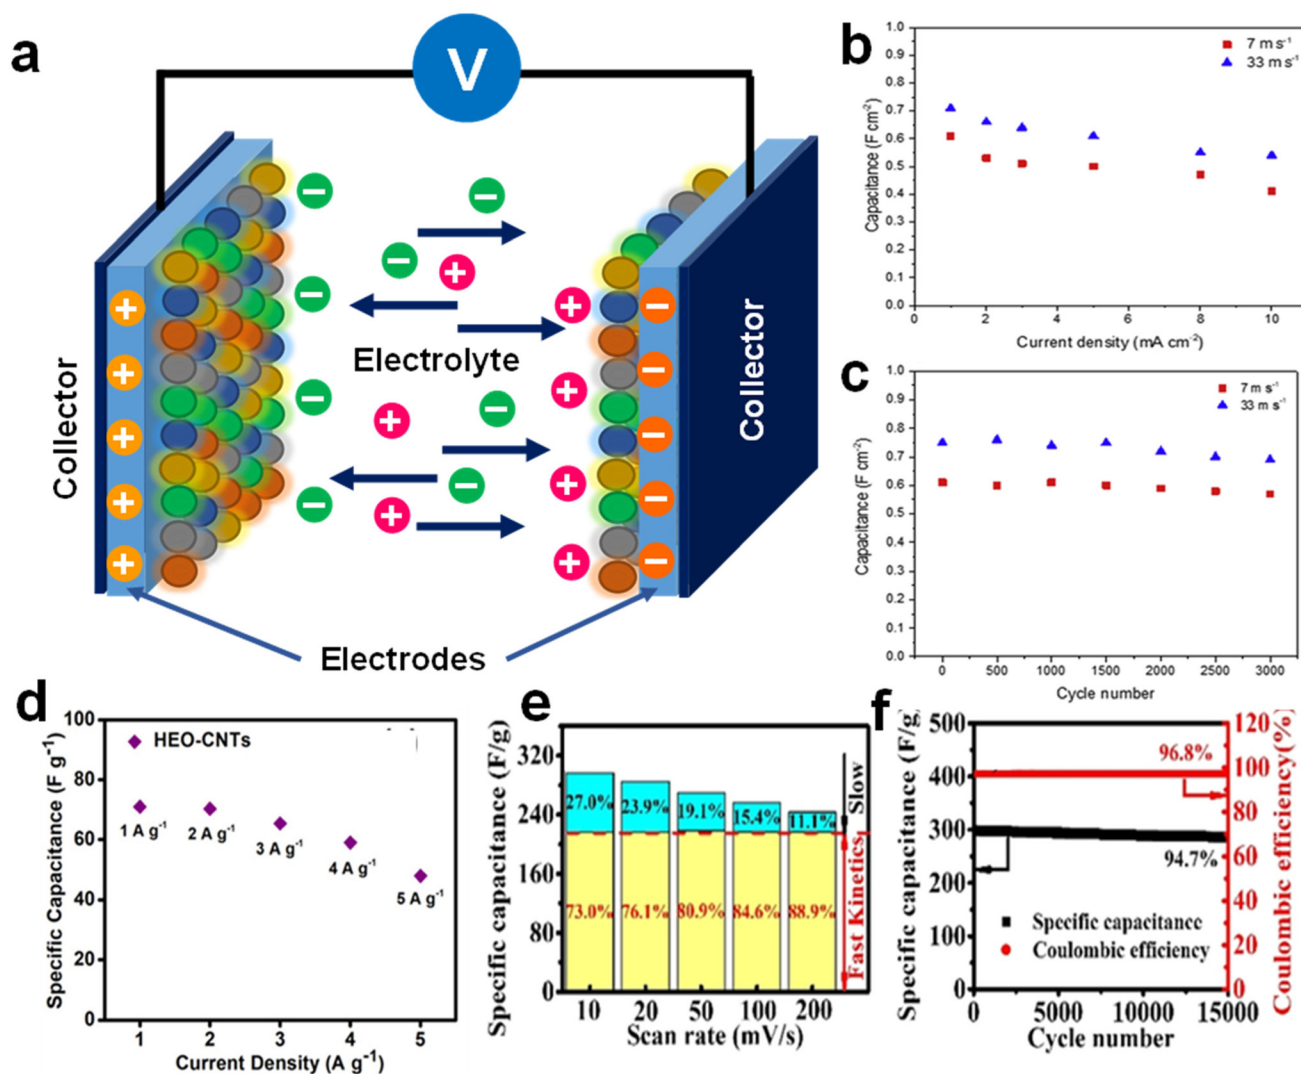 a
V
Collector
Electrolyte
Collector
Electrodes
+ + + + +
− − − − −
b
7 m s⁻¹
33 m s⁻¹
Capacitance (F cm⁻²)
1.0
0.9
0.8
0.7
0.6
0.5
0.4
0.3
0.2
0.1
0.0
0 2 4 6 8 10
Current density (mA cm⁻²)
c
7 m s⁻¹
33 m s⁻¹
Capacitance (F cm⁻²)
1.0
0.9
0.8
0.7
0.6
0.5
0.4
0.3
0.2
0.1
0.0
0 500 1000 1500 2000 2500 3000
Cycle number
d
HEO-CNTs
Specific Capacitance (F g⁻¹)
100
80
60
40
20
0
1 A g⁻¹
2 A g⁻¹
3 A g⁻¹
4 A g⁻¹
5 A g⁻¹
1 2 3 4 5
Current Density (A g⁻¹)
e
Specific capacitance (F/g)
320
240
160
80
0
27.0% 23.9% 19.1% 15.4% 11.1%
73.0% 76.1% 80.9% 84.6% 88.9%
Slow
Fast Kinetics
10 20 50 100 200
Scan rate (mV/s)
f
Specific capacitance (F/g)
500
400
300
200
100
0
96.8%
94.7%
Specific capacitance
Coulombic efficiency
Coulombic efficiency(%)
120
100
80
60
40
20
0
0 5000 10000 15000
Cycle number